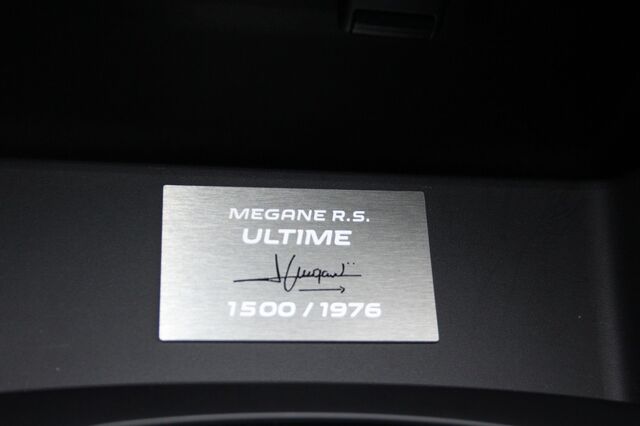 MEGANE R.S.
ULTIME
1500 / 1976